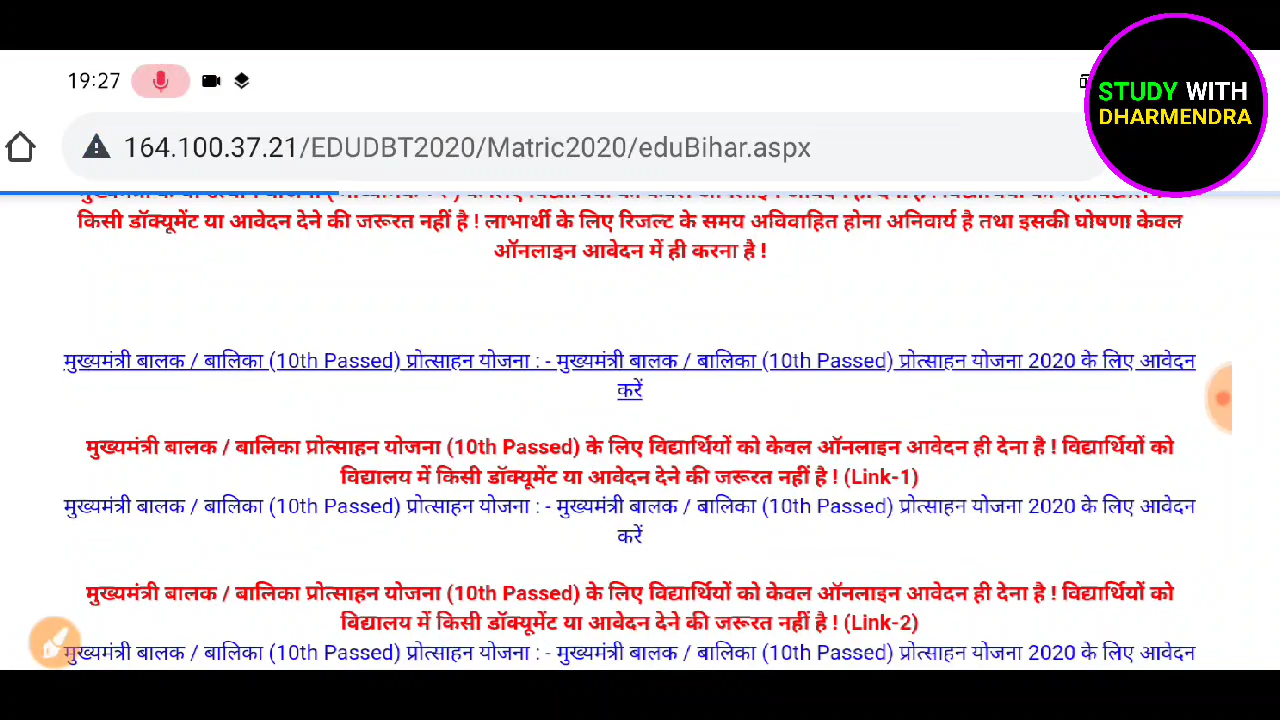 19:27
STUDY WITH
DHARMENDRA
164.100.37.21/EDUDBT2020/Matric2020/eduBihar.aspx
किसी डॉक्यूमेंट या आवेदन देने की जरूरत नहीं है ! लाभार्थी के लिए रिजल्ट के समय अविवाहित होना अनिवार्य है तथा इसकी घोषणा केवल
ऑनलाइन आवेदन में ही करना है !
मुख्यमंत्री बालक / बालिका (10th Passed) प्रोत्साहन योजना : - मुख्यमंत्री बालक / बालिका (10th Passed) प्रोत्साहन योजना 2020 के लिए आवेदन
करें
मुख्यमंत्री बालक / बालिका प्रोत्साहन योजना (10th Passed) के लिए विद्यार्थियों को केवल ऑनलाइन आवेदन ही देना है ! विद्यार्थियों को
विद्यालय में किसी डॉक्यूमेंट या आवेदन देने की जरूरत नहीं है ! (Link-1)
मुख्यमंत्री बालक / बालिका (10th Passed) प्रोत्साहन योजना : - मुख्यमंत्री बालक / बालिका (10th Passed) प्रोत्साहन योजना 2020 के लिए आवेदन
करें
मुख्यमंत्री बालक / बालिका प्रोत्साहन योजना (10th Passed) के लिए विद्यार्थियों को केवल ऑनलाइन आवेदन ही देना है ! विद्यार्थियों को
विद्यालय में किसी डॉक्यूमेंट या आवेदन देने की जरूरत नहीं है ! (Link-2)
मुख्यमंत्री बालक / बालिका (10th Passed) प्रोत्साहन योजना : - मुख्यमंत्री बालक / बालिका (10th Passed) प्रोत्साहन योजना 2020 के लिए आवेदन